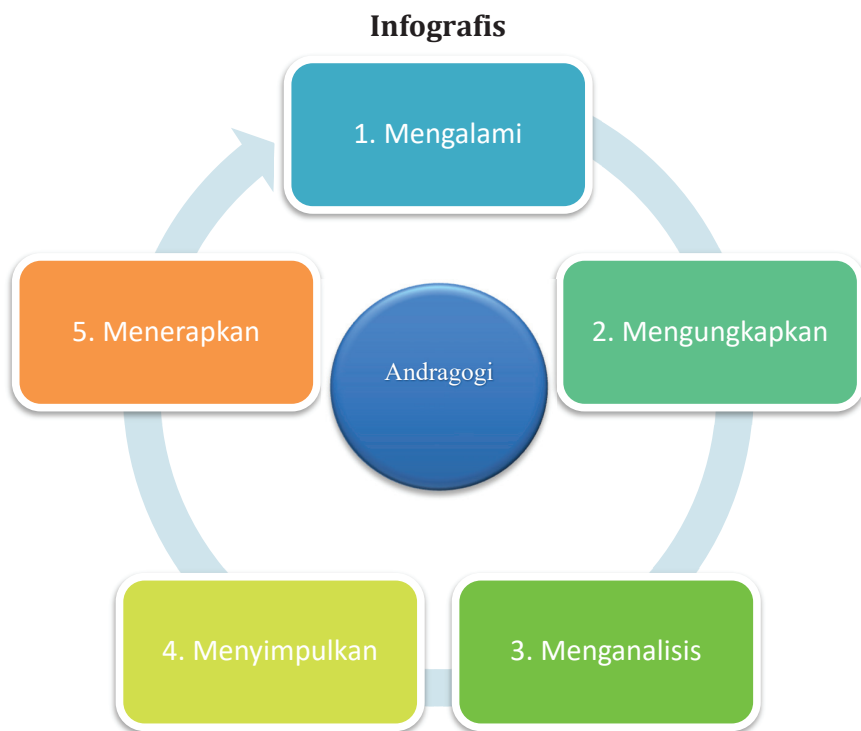 Infografis
1. Mengalami
2. Mengungkapkan
3. Menganalisis
4. Menyimpulkan
5. Menerapkan
Andragogi